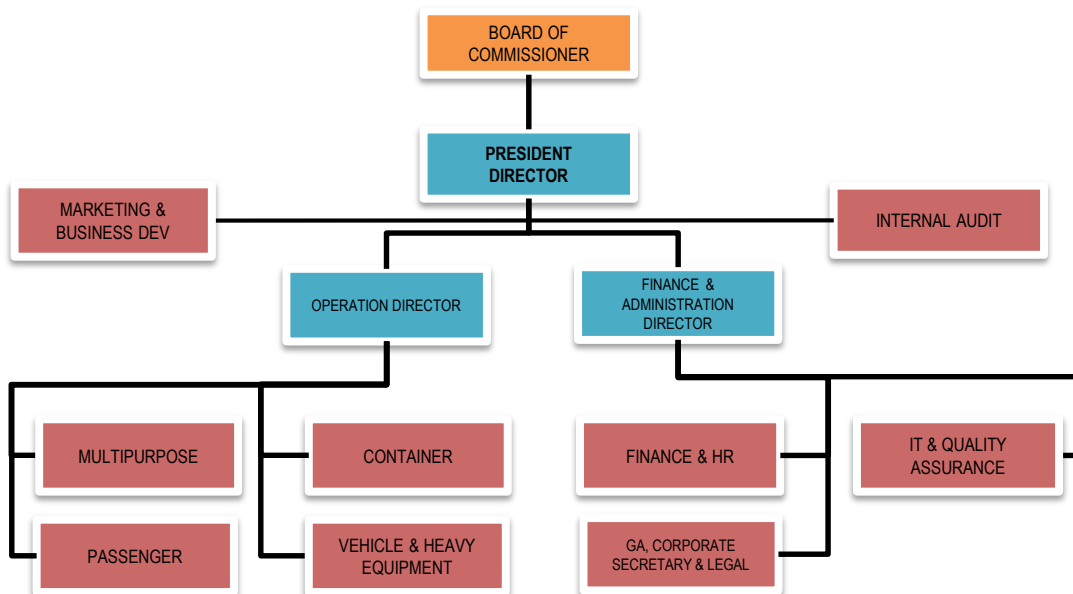 BOARD OF
COMMISSIONER
PRESIDENT
DIRECTOR
MARKETING &
BUSINESS DEV
INTERNAL AUDIT
OPERATION DIRECTOR
FINANCE &
ADMINISTRATION
DIRECTOR
MULTIPURPOSE
CONTAINER
FINANCE & HR
IT & QUALITY
ASSURANCE
PASSENGER
VEHICLE & HEAVY
EQUIPMENT
GA, CORPORATE
SECRETARY & LEGAL